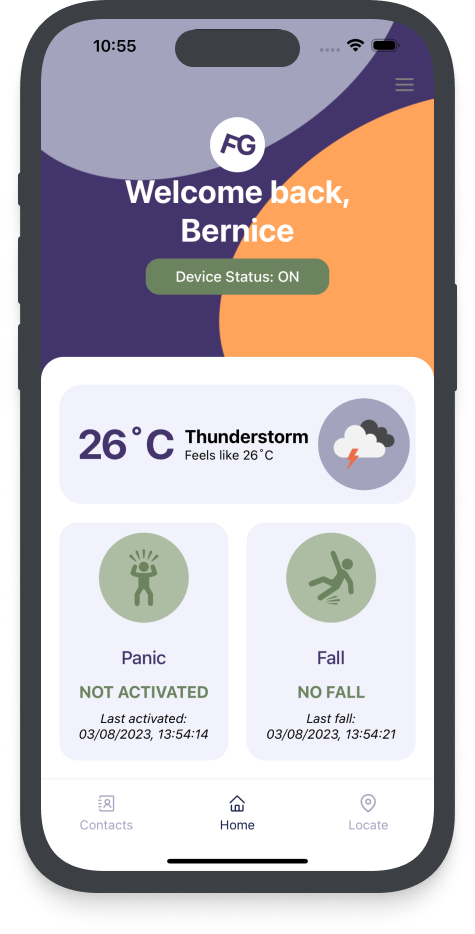 10:55
FG
Welcome back,
Bernice
Device Status: ON
26°C
Thunderstorm
Feels like 26°C
Panic
NOT ACTIVATED
Last activated:
03/08/2023, 13:54:14
Fall
NO FALL
Last fall:
03/08/2023, 13:54:21
Contacts
Home
Locate